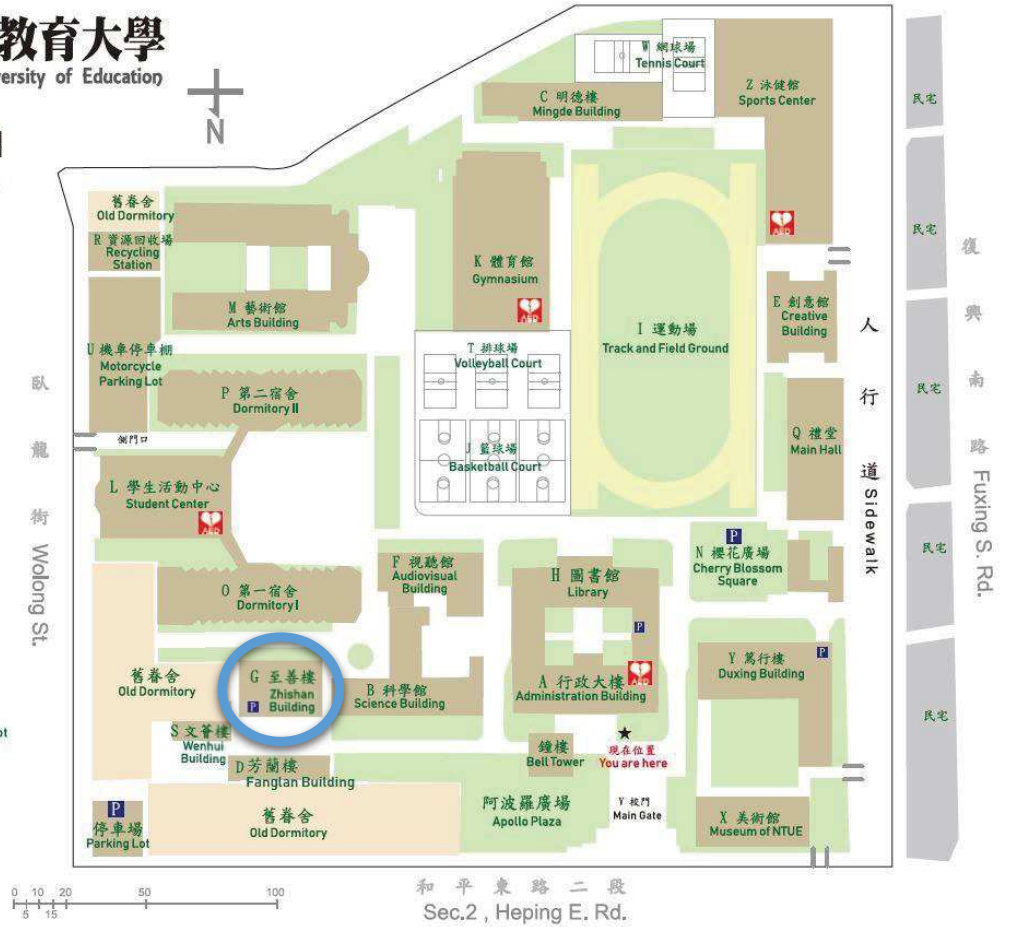 教育大學
University of Education
N
W 網球場
Tennis Court
C 明德樓
Mingde Building
Z 泳健館
Sports Center
民宅
舊眷舍
Old Dormitory
R 資源回收場
Recycling
Station
AED
民宅
K 體育館
Gymnasium
AED
復興南路 Fuxing S. Rd.
M 藝術館
Arts Building
E 創意館
Creative
Building
I 運動場
Track and Field Ground
人行道 Sidewalk
U 機車停車棚
Motorcycle
Parking Lot
T 排球場
Volleyball Court
P 第二宿舍
Dormitory II
民宅
臥龍街 Wolong St.
側門口
J 籃球場
Basketball Court
Q 禮堂
Main Hall
L 學生活動中心
Student Center
AED
P
N 櫻花廣場
Cherry Blossom
Square
民宅
F 視聽館
Audiovisual
Building
H 圖書館
Library
O 第一宿舍
Dormitory I
P
舊眷舍
Old Dormitory
G 至善樓
Zhishan
Building
P
B 科學館
Science Building
A 行政大樓
Administration Building
AED
Y 篤行樓
Duxing Building
P
民宅
S 文薈樓
Wenhui
Building
鐘樓
Bell Tower
★
現在位置
You are here
D 芳蘭樓
Fanglan Building
P
停車場
Parking Lot
舊眷舍
Old Dormitory
阿波羅廣場
Apollo Plaza
V 校門
Main Gate
X 美術館
Museum of NTUE
0 10 20 50 100
5 15
和平東路二段
Sec.2 , Heping E. Rd.